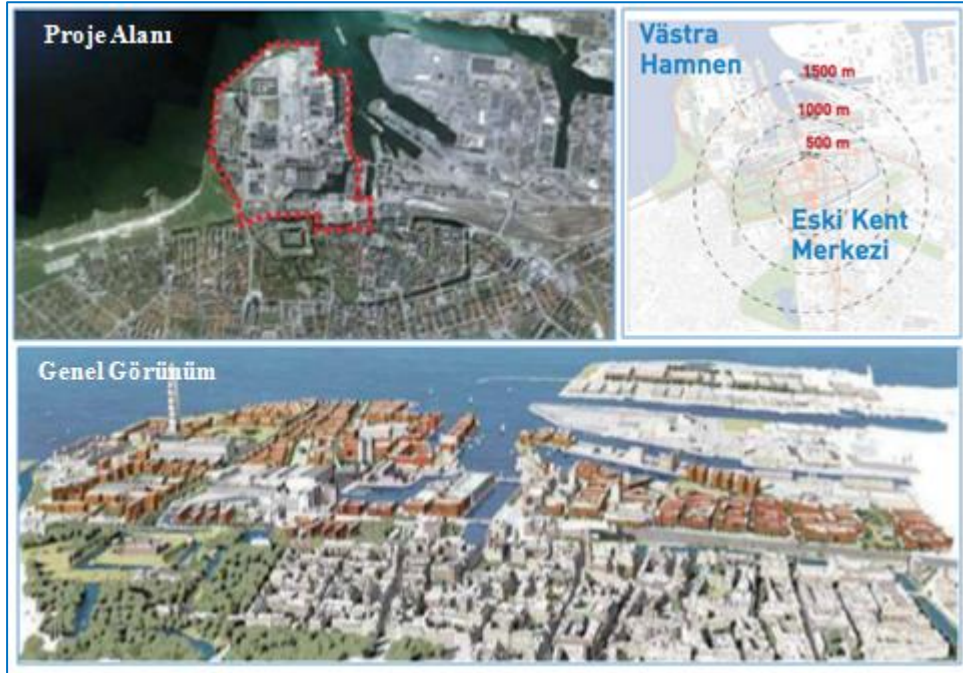 Proje Alanı
Västra
Hamnen
1500 m
1000 m
500 m
Eski Kent
Merkezi
Genel Görünüm